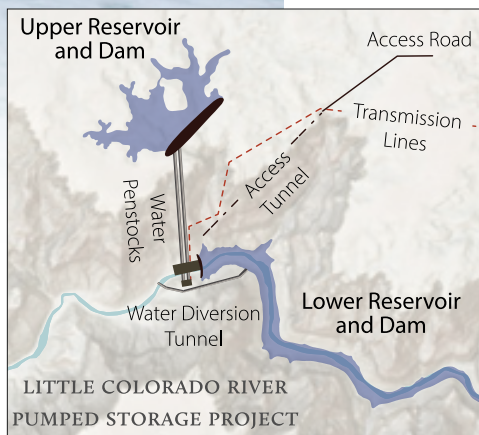 Upper Reservoir
and Dam
Access Road
Transmission
Lines
Access
Tunnel
Water
Penstocks
Water Diversion
Tunnel
Lower Reservoir
and Dam
LITTLE COLORADO RIVER
PUMPED STORAGE PROJECT